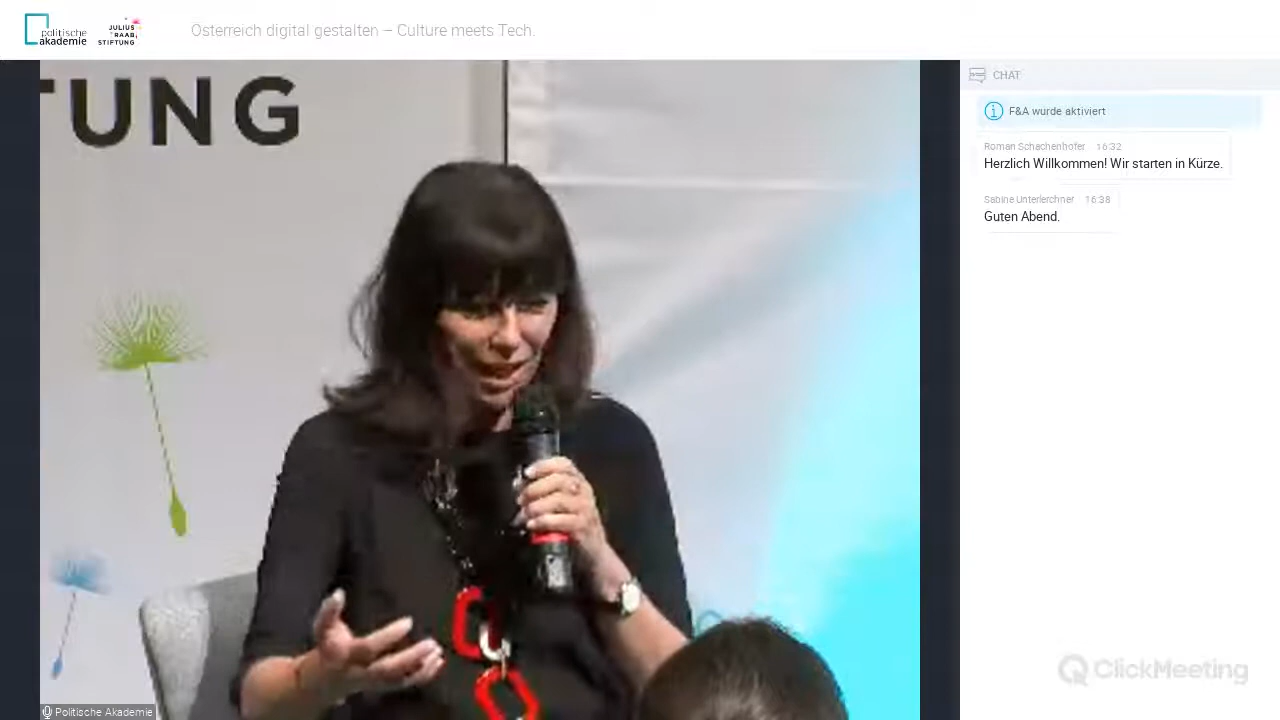 politische
akademie
JULIUS
RAAB
STIFTUNG
Österreich digital gestalten – Culture meets Tech.
TUNG
CHAT
F&A wurde aktiviert
Roman Schachenhofer 16:32
Herzlich Willkommen! Wir starten in Kürze.
Sabine Unterlerchner 16:38
Guten Abend.
ClickMeeting
Politische Akademie